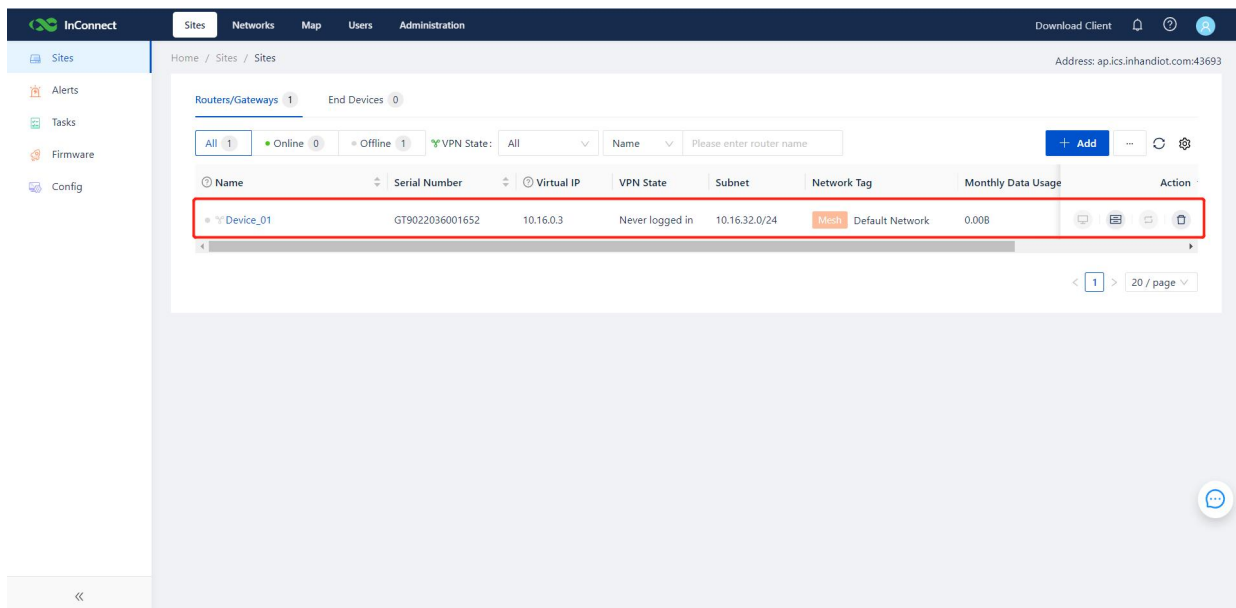 InConnect Sites Networks Map Users Administration Download Client
Sites
Alerts
Tasks
Firmware
Config
Home / Sites / Sites Address: ap.ics.inhandiot.com:43693
Routers/Gateways 1 End Devices 0
All 1 Online 0 Offline 1 VPN State: All Name Please enter router name + Add ...
Name Serial Number Virtual IP VPN State Subnet Network Tag Monthly Data Usage Action
Device_01 GT9022036001652 10.16.0.3 Never logged in 10.16.32.0/24 Mesh Default Network 0.00B
< 1 > 20 / page